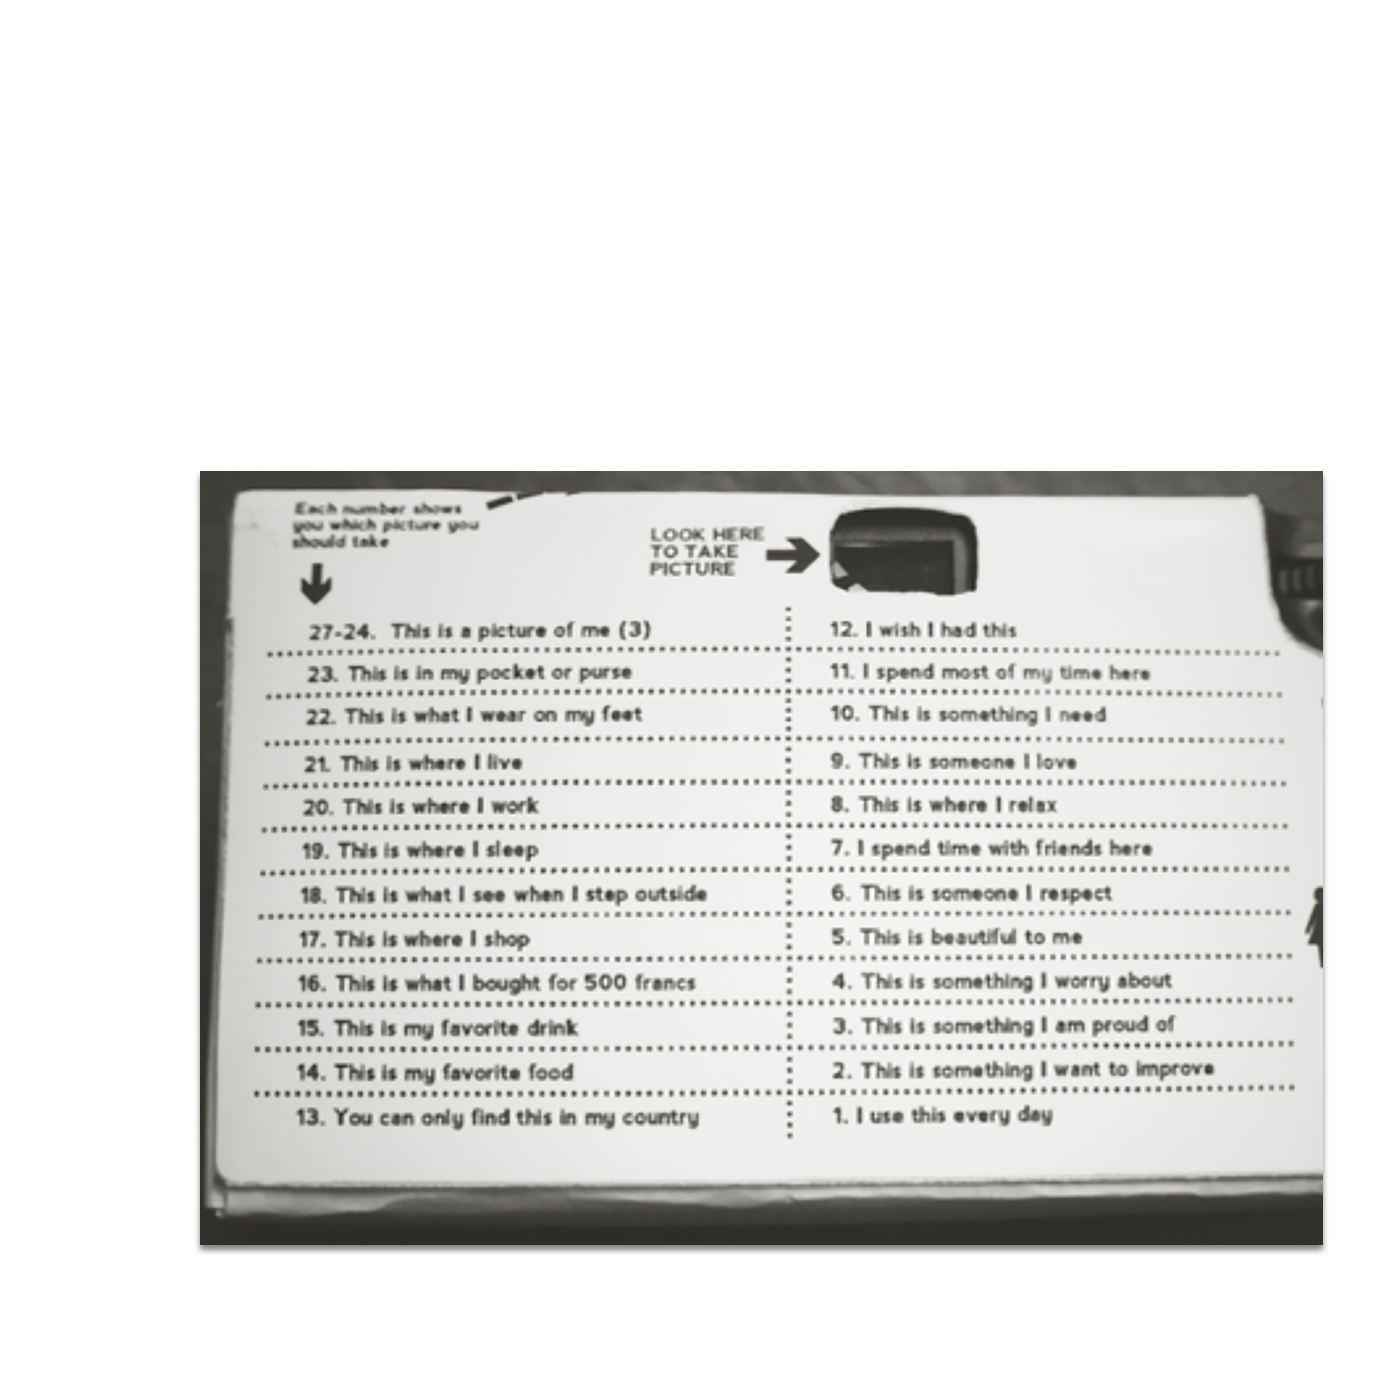 Each number shows
you which picture you
should take
LOOK HERE
TO TAKE
PICTURE
27-24. This is a picture of me (3)
23. This is in my pocket or purse
22. This is what I wear on my feet
21. This is where I live
20. This is where I work
19. This is where I sleep
18. This is what I see when I step outside
17. This is where I shop
16. This is what I bought for 500 francs
15. This is my favorite drink
14. This is my favorite food
13. You can only find this in my country
12. I wish I had this
11. I spend most of my time here
10. This is something I need
9. This is someone I love
8. This is where I relax
7. I spend time with friends here
6. This is someone I respect
5. This is beautiful to me
4. This is something I worry about
3. This is something I am proud of
2. This is something I want to improve
1. I use this every day